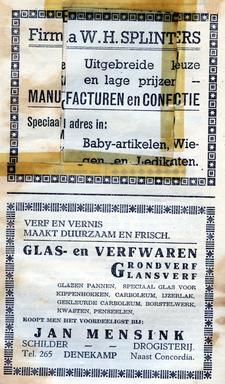 Firma W. H. SPLINTERS
Uitgebreide keuze
en lage prijzen —
MANUFACTUREN en CONFECTIE
Speciaal adres in:
Baby-artikelen, Wie-
gen en Ledikanten.
VERF EN VERNIS
MAAKT DUURZAAM EN FRISCH.
GLAS- en VERFWAREN
GRONDVERF
GLANSVERF
GLAZEN PANNEN, SPECIAAL GLAS VOOR
KIPPENHOKKEN, CARBOLEUM, IJZERLAK,
GEKLEURDE CARBOLEUM, BORSTELWERK,
KWASTEN, PENSEELEN,
KOOPT MEN HET VOORDEELIGST BIJ:
JAN MENSINK
SCHILDER — DROGISTERIJ.
Tel. 265 DENEKAMP Naast Concordia.